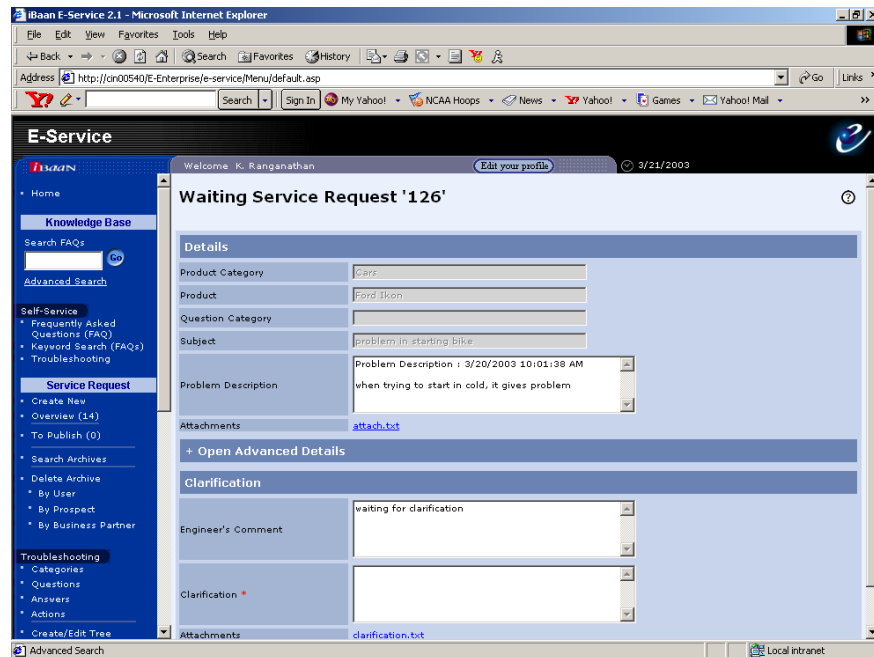 iBaan E-Service 2.1 - Microsoft Internet Explorer
File Edit View Favorites Tools Help
Back Search Favorites History
Address http://cin00540/E-Enterprise/e-service/Menu/default.asp Go Links
Y! Search Sign In My Yahoo! NCAA Hoops News Yahoo! Games Yahoo! Mail
E-Service
iBaan
Welcome K. Ranganathan Edit your profile 3/21/2003
Home
Knowledge Base
Search FAQs
Go
Advanced Search
Self-Service
Frequently Asked
Questions (FAQ)
Keyword Search (FAQs)
Troubleshooting
Service Request
Create New
Overview (14)
To Publish (0)
Search Archives
Delete Archive
By User
By Prospect
By Business Partner
Troubleshooting
Categories
Questions
Answers
Actions
Create/Edit Tree
Waiting Service Request '126'
Details
Product Category Cars
Product Ford Ikon
Question Category
Subject problem in starting bike
Problem Description Problem Description : 3/20/2003 10:01:38 AM
when trying to start in cold, it gives problem
Attachments attach.txt
+ Open Advanced Details
Clarification
Engineer's Comment waiting for clarification
Clarification *
Attachments clarification.txt
Advanced Search Local intranet